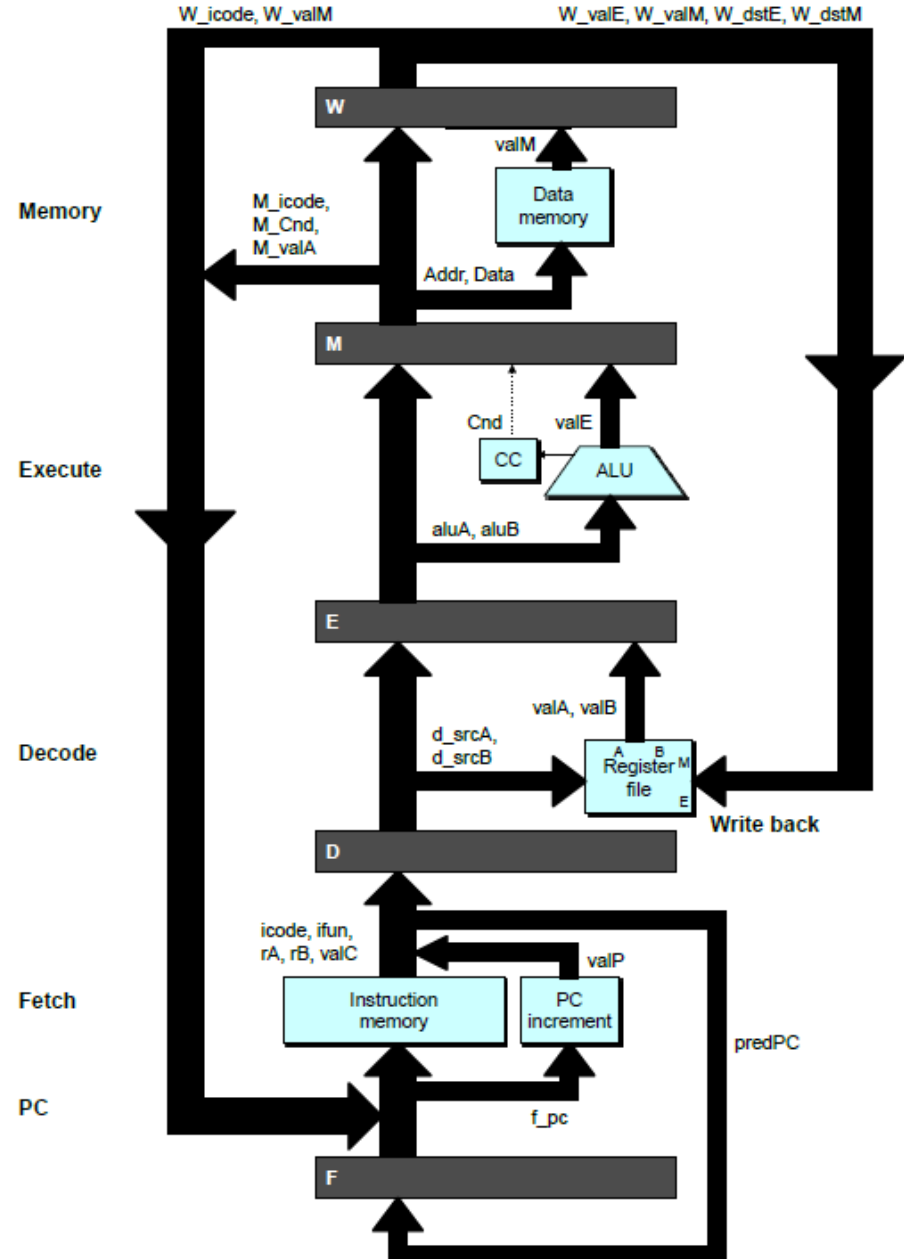 W_icode, W_valM
W_valE, W_valM, W_dstE, W_dstM
W
valM
Data
memory
Memory
M_icode,
M_Cnd,
M_valA
Addr, Data
M
Cnd
valE
CC
ALU
Execute
aluA, aluB
E
valA, valB
d_srcA,
d_srcB
Decode
A B
Register
M
file
E
Write back
D
icode, ifun,
rA, rB, valC
valP
Fetch
Instruction
memory
PC
increment
predPC
PC
f_pc
F